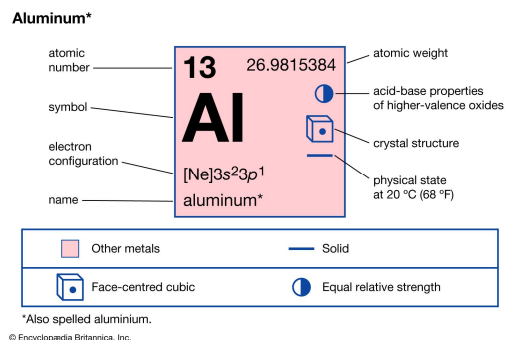 Aluminum*
atomic
number
13
26.9815384
atomic weight
symbol
Al
acid-base properties
of higher-valence oxides
crystal structure
electron
configuration
[Ne]3s²3p¹
physical state
at 20 ºC (68 ºF)
name
aluminum*
Other metals
Solid
Face-centred cubic
Equal relative strength
*Also spelled aluminium.
© Encyclopædia Britannica, Inc.